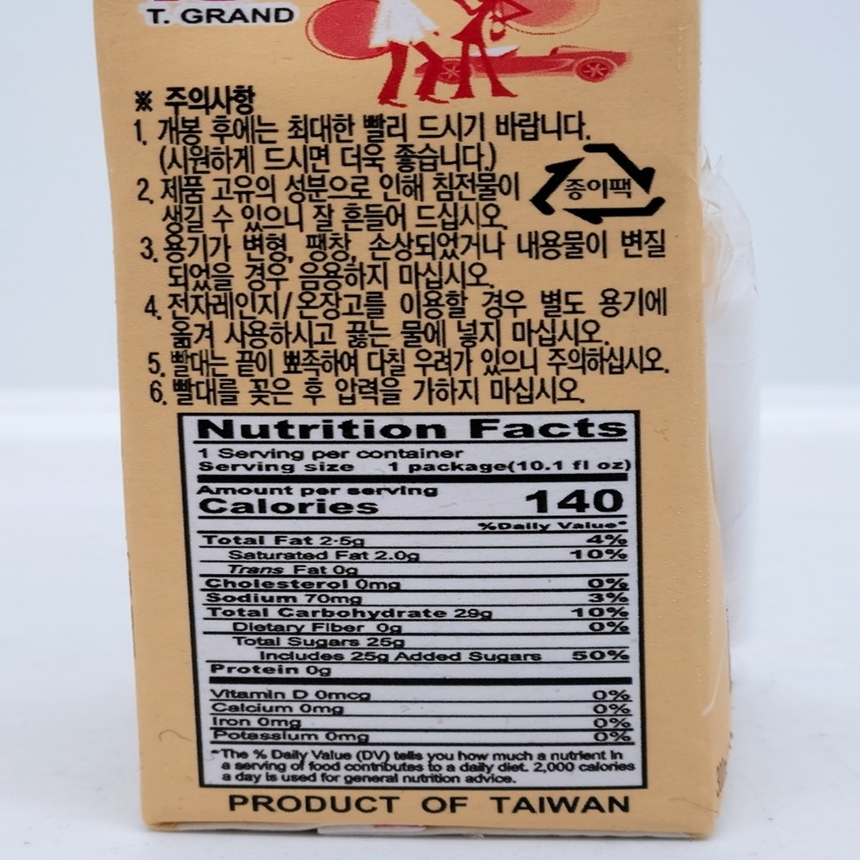 T. GRAND
※ 주의사항
1. 개봉 후에는 최대한 빨리 드시기 바랍니다.
(시원하게 드시면 더욱 좋습니다.)
2. 제품 고유의 성분으로 인해 침전물이
생길 수 있으니 잘 흔들어 드십시오.
종이팩
3. 용기가 변형, 팽창, 손상되었거나 내용물이 변질
되었을 경우 음용하지 마십시오.
4. 전자레인지/온장고를 이용할 경우 별도 용기에
옮겨 사용하시고 끓는 물에 넣지 마십시오.
5. 빨대는 끝이 뾰족하여 다칠 우려가 있으니 주의하십시오.
6. 빨대를 꽂은 후 압력을 가하지 마십시오.
Nutrition Facts
1 Serving per container
Serving size 1 package(10.1 fl oz)
Amount per serving
Calories 140
%Daily Value*
Total Fat 2.5g 4%
Saturated Fat 2.0g 10%
Trans Fat 0g
Cholesterol 0mg 0%
Sodium 70mg 3%
Total Carbohydrate 29g 10%
Dietary Fiber 0g 0%
Total Sugars 25g
Includes 25g Added Sugars 50%
Protein 0g
Vitamin D 0mcg 0%
Calcium 0mg 0%
Iron 0mg 0%
Potassium 0mg 0%
*The % Daily Value (DV) tells you how much a nutrient in
a serving of food contributes to a daily diet. 2,000 calories
a day is used for general nutrition advice.
PRODUCT OF TAIWAN